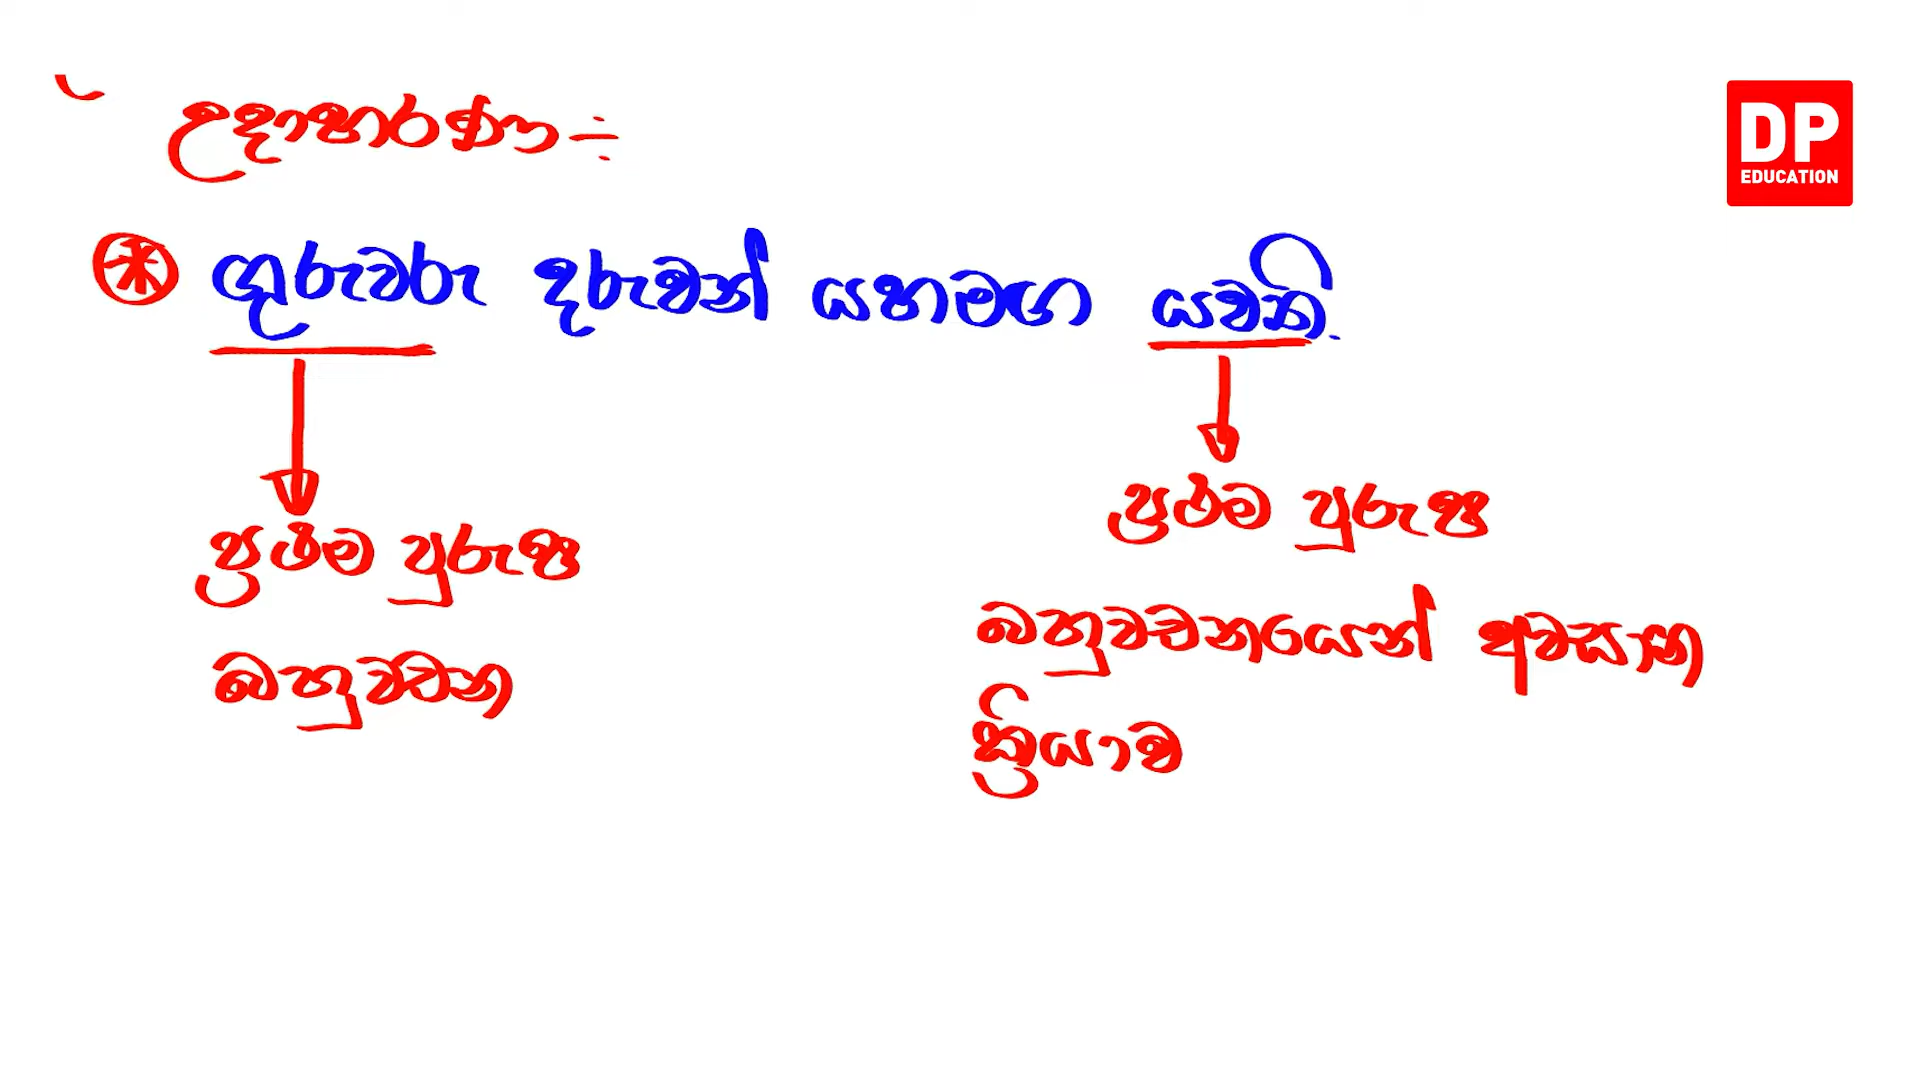 උදාහරණ :-
DP
EDUCATION
ගුරුවරු දරුවන් යහමග යවති.
ප්‍රථම පුරුෂ
බහුවචන
ප්‍රථම පුරුෂ
බහුවචනයෙන් අවසාන
ක්‍රියාව